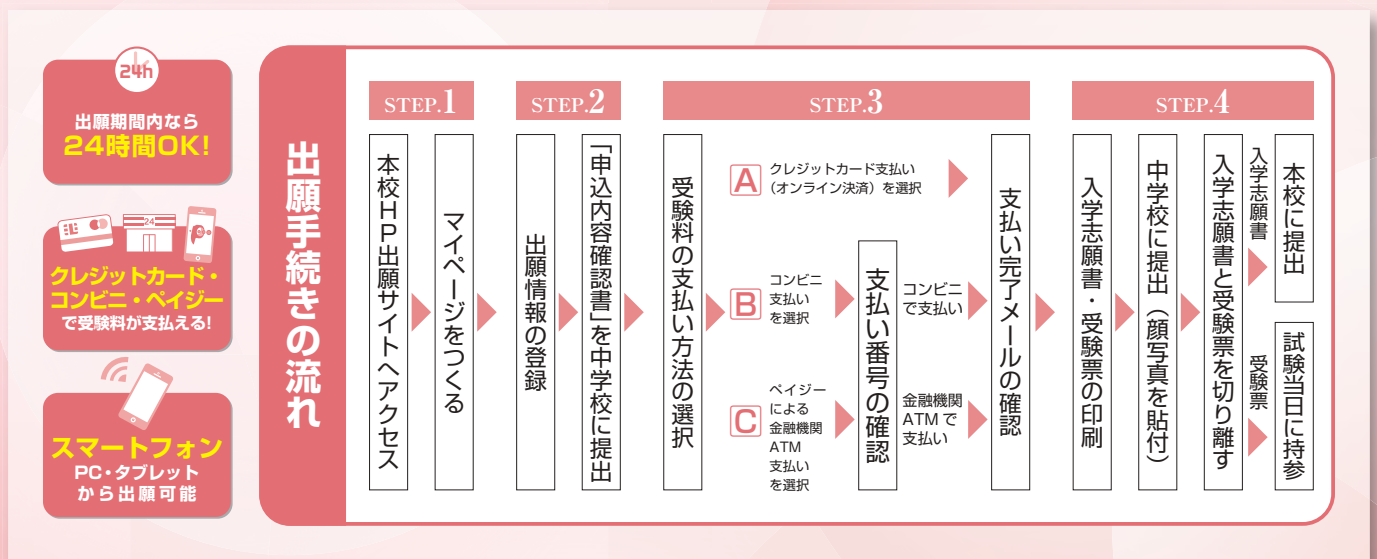 24h
出願期間内なら
24時間OK!
24
クレジットカード・
コンビニ・ペイジー
で受験料が支払える!
スマートフォン
PC・タブレット
から出願可能
出願手続きの流れ
STEP.1
本校HP出願サイトへアクセス
マイページをつくる
STEP.2
出願情報の登録
「申込内容確認書」を中学校に提出
STEP.3
受験料の支払い方法の選択
A
クレジットカード支払い
(オンライン決済)を選択
B
コンビニ
支払い
を選択
C
ペイジー
による
金融機関
ATM
支払い
を選択
支払い番号の確認
コンビニ
で支払い
金融機関
ATMで
支払い
支払い完了メールの確認
STEP.4
入学志願書・受験票の印刷
中学校に提出(顔写真を貼付)
入学志願書と受験票を切り離す
入学志願書
本校に提出
受験票
試験当日に持参